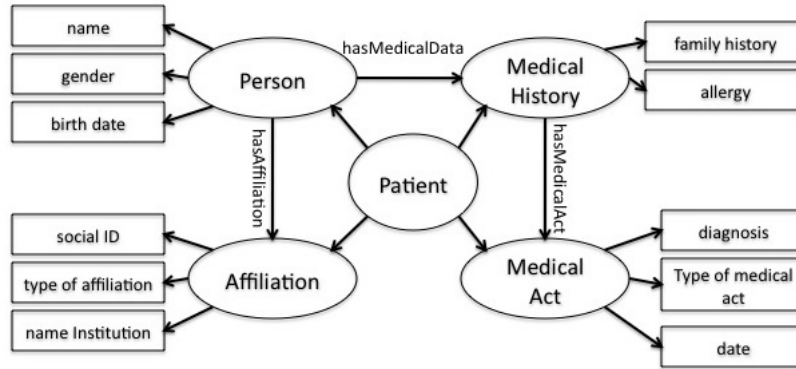 name
gender
birth date
Person
hasMedicalData
Medical
History
family history
allergy
hasAffiliation
Patient
hasMedicalAct
social ID
type of affiliation
name Institution
Affiliation
Medical
Act
diagnosis
Type of medical
act
date